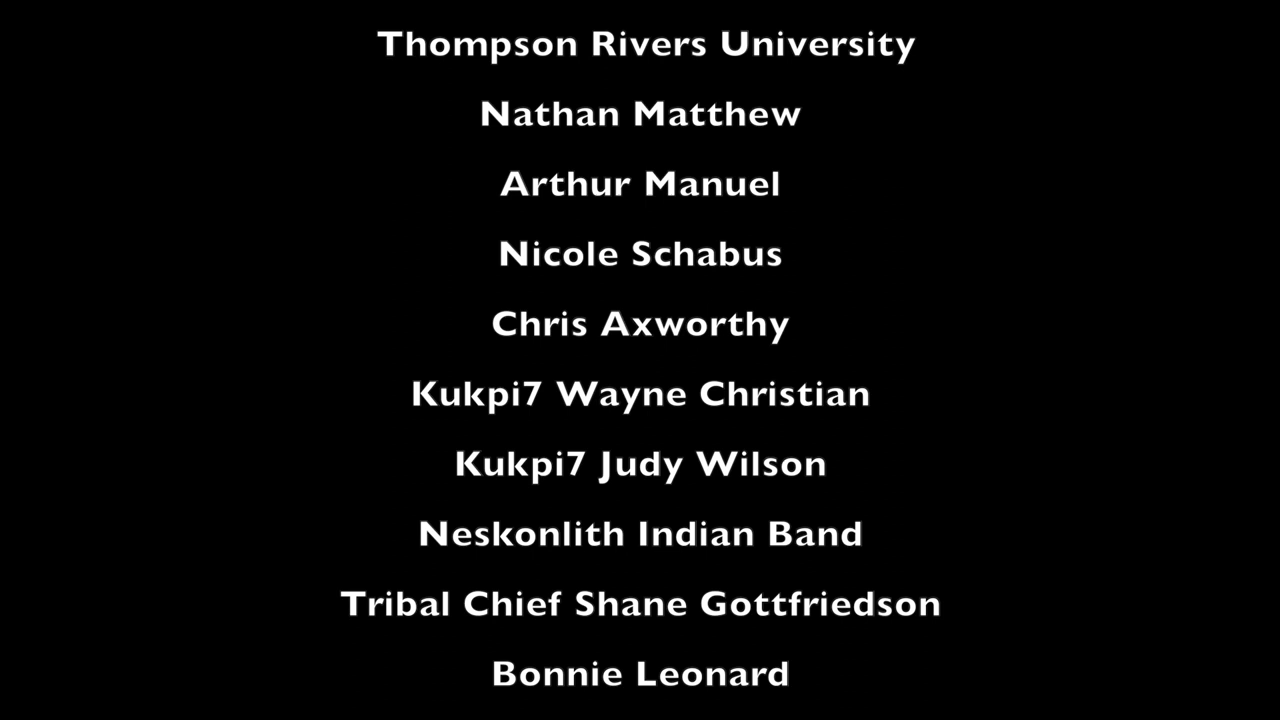 Thompson Rivers University
Nathan Matthew
Arthur Manuel
Nicole Schabus
Chris Axworthy
Kukpi7 Wayne Christian
Kukpi7 Judy Wilson
Neskonlith Indian Band
Tribal Chief Shane Gottfriedson
Bonnie Leonard